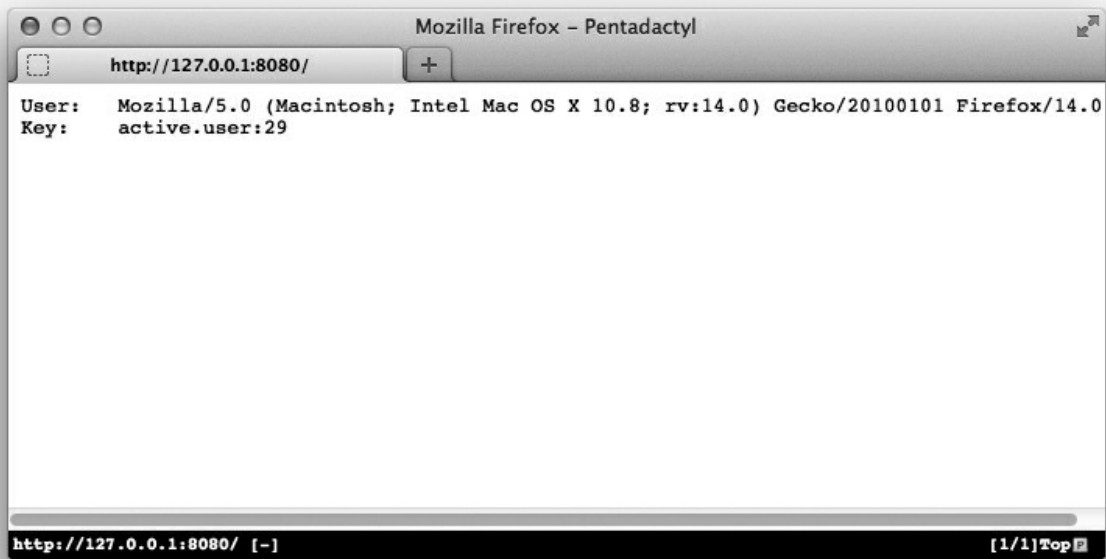 Mozilla Firefox – Pentadactyl
http://127.0.0.1:8080/
+
User: Mozilla/5.0 (Macintosh; Intel Mac OS X 10.8; rv:14.0) Gecko/20100101 Firefox/14.0
Key: active.user:29
http://127.0.0.1:8080/ [-] [1/1]Top P